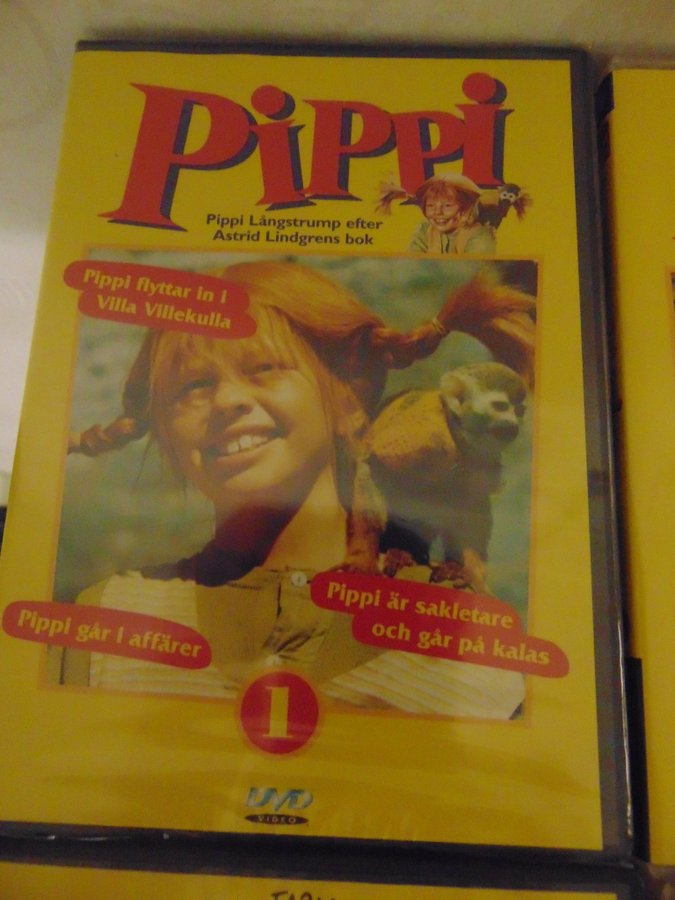 Pippi
Pippi Långstrump efter
Astrid Lindgrens bok
Pippi flyttar in i
Villa Villekulla
Pippi är sakletare
och går på kalas
Pippi går i affärer
1
DVD
VIDEO